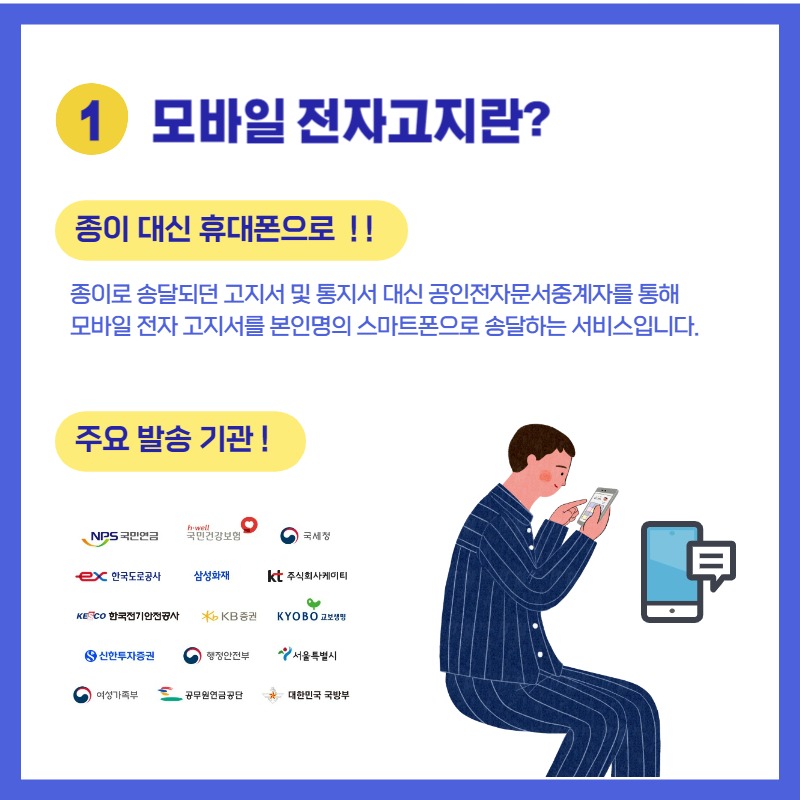 1 모바일 전자고지란?
종이 대신 휴대폰으로 !!
종이로 송달되던 고지서 및 통지서 대신 공인전자문서중계자를 통해
모바일 전자 고지서를 본인명의 스마트폰으로 송달하는 서비스입니다.
주요 발송 기관 !
NPS 국민연금 h-well 국민건강보험 국세청
ex 한국도로공사 삼성화재 kt 주식회사케이티
KESCO 한국전기안전공사 KB증권 KYOBO 교보생명
신한투자증권 행정안전부 서울특별시
여성가족부 공무원연금공단 대한민국 국방부